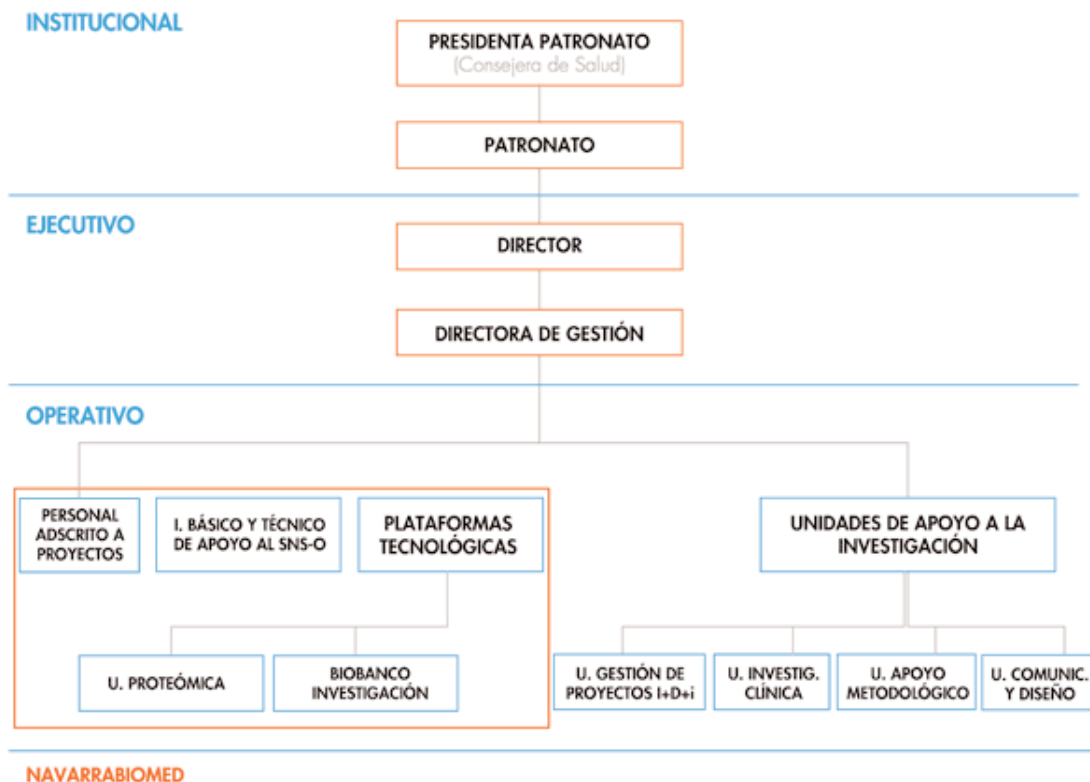 INSTITUCIONAL
PRESIDENTA PATRONATO
(Consejera de Salud)
PATRONATO
EJECUTIVO
DIRECTOR
DIRECTORA DE GESTIÓN
OPERATIVO
PERSONAL
ADSCRITO A
PROYECTOS
I. BÁSICO Y TÉCNICO
DE APOYO AL SNS-O
PLATAFORMAS
TECNOLÓGICAS
UNIDADES DE APOYO A LA
INVESTIGACIÓN
U. PROTEÓMICA
BIOBANCO
INVESTIGACIÓN
U. GESTIÓN DE
PROYECTOS I+D+i
U. INVESTIG.
CLÍNICA
U. APOYO
METODOLÓGICO
U. COMUNIC.
Y DISEÑO
NAVARRABIOMED